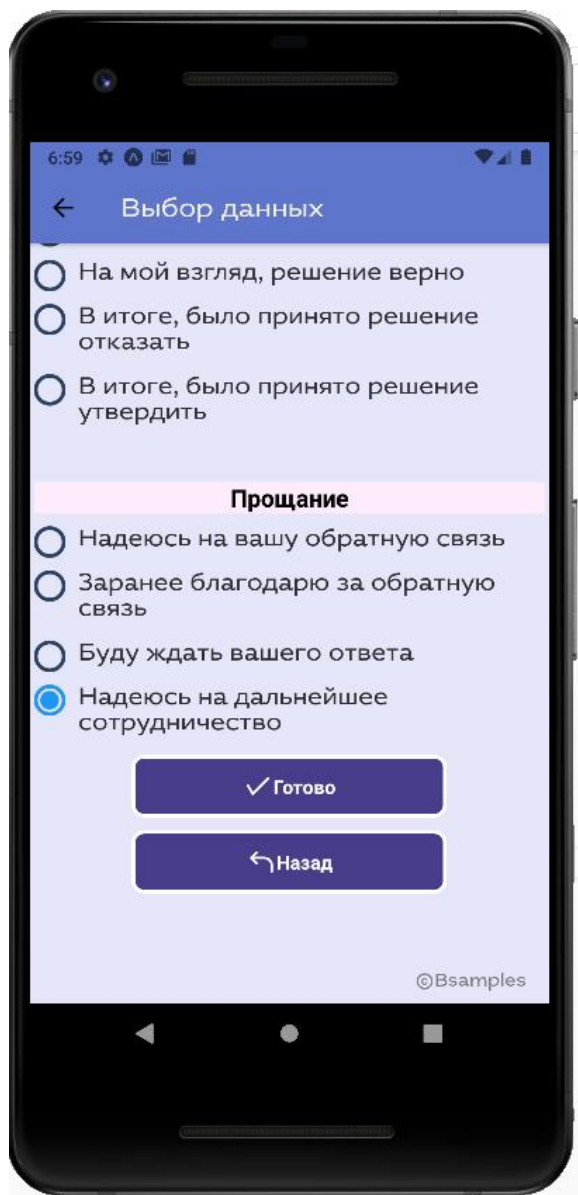 6:59
Выбор данных
На мой взгляд, решение верно
В итоге, было принято решение
отказать
В итоге, было принято решение
утвердить
Прощание
Надеюсь на вашу обратную связь
Заранее благодарю за обратную
связь
Буду ждать вашего ответа
Надеюсь на дальнейшее
сотрудничество
Готово
Назад
©Bsamples